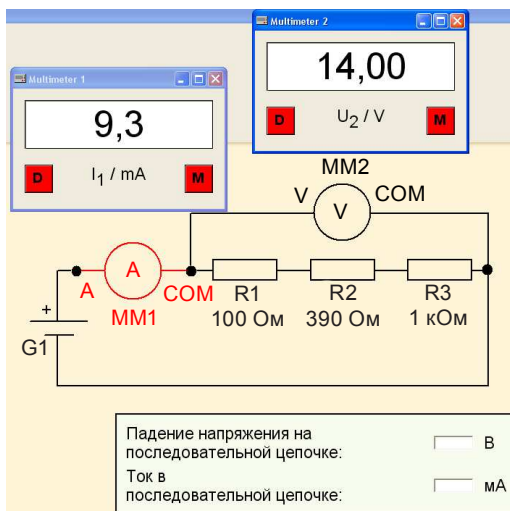 Multimeter 2
14,00
D U2 / V M
Multimeter 1
9,3
D I1 / mA M
MM2
V V COM
A A COM
MM1
R1 R2 R3
100 Ом 390 Ом 1 кОм
+
G1
Падение напряжения на
последовательной цепочке: В
Ток в
последовательной цепочке: мА